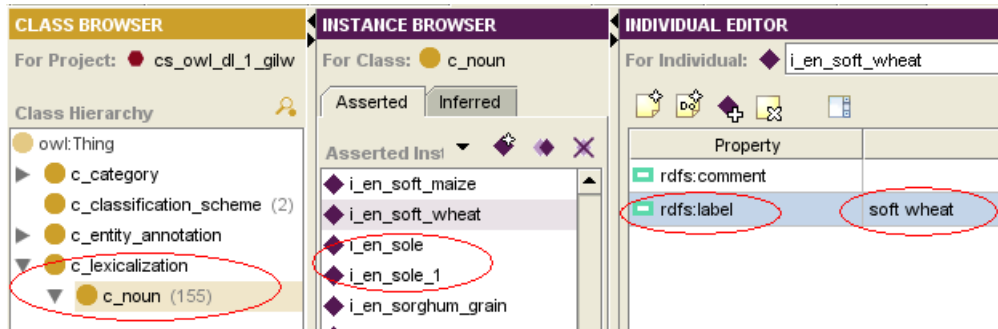 CLASS BROWSER
For Project: cs_owl_dl_1_gilw
Class Hierarchy
owl:Thing
c_category
c_classification_scheme (2)
c_entity_annotation
c_lexicalization
c_noun (155)
INSTANCE BROWSER
For Class: c_noun
Asserted Inferred
Asserted Inst
i_en_soft_maize
i_en_soft_wheat
i_en_sole
i_en_sole_1
i_en_sorghum_grain
INDIVIDUAL EDITOR
For Individual: i_en_soft_wheat
Property
rdfs:comment
rdfs:label soft wheat